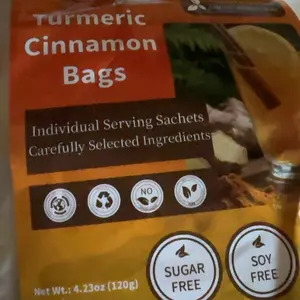 Turmeric
Cinnamon
Bags
Individual Serving Sachets
Carefully Selected Ingredients
NO
SUGAR
FREE
SOY
FREE
Net Wt.: 4.23oz (120g)